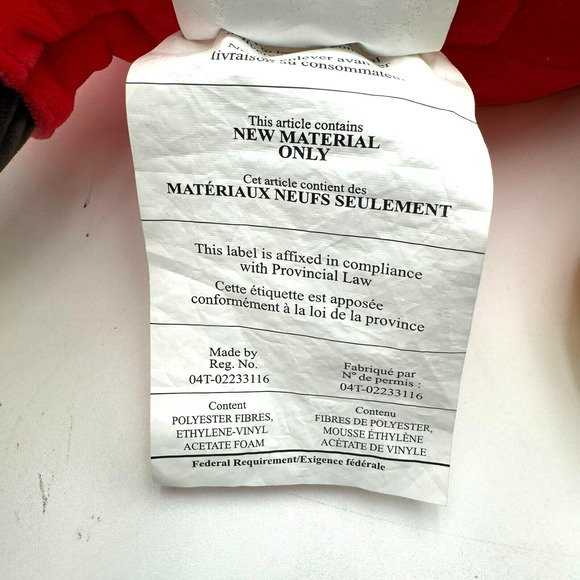 livraison au consommateur
This article contains
NEW MATERIAL
ONLY
Cet article contient des
MATÉRIAUX NEUFS SEULEMENT
This label is affixed in compliance
with Provincial Law
Cette étiquette est apposée
conformément à la loi de la province
Made by
Reg. No.
04T-02233116
Fabriqué par
Nº de permis :
04T-02233116
Content
POLYESTER FIBRES,
ETHYLENE-VINYL
ACETATE FOAM
Contenu
FIBRES DE POLYESTER,
MOUSSE ÉTHYLÈNE
ACÉTATE DE VINYLE
Federal Requirement/Exigence fédérale